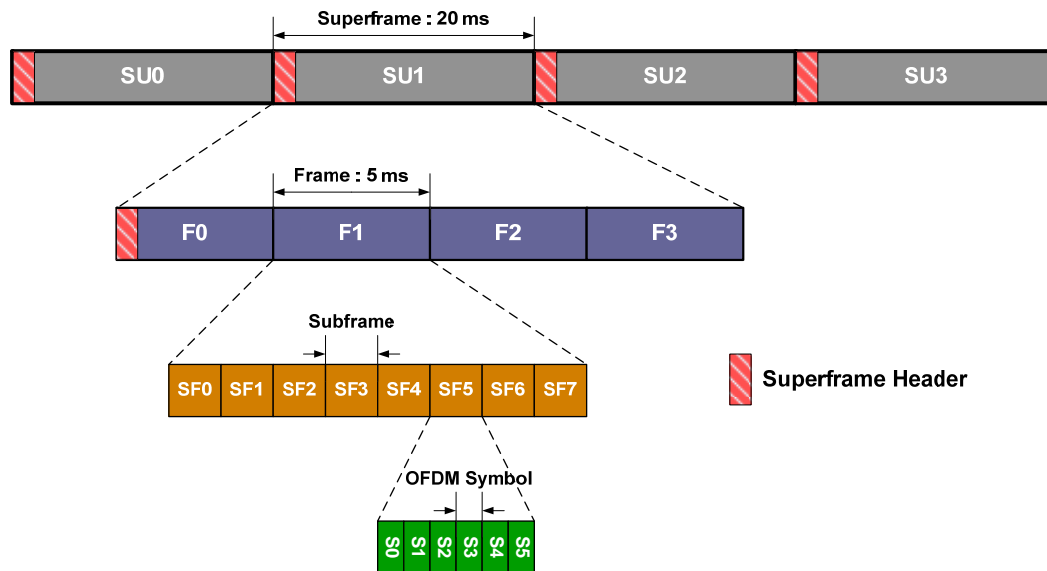 Superframe : 20 ms
SU0 SU1 SU2 SU3
Frame : 5 ms
F0 F1 F2 F3
Subframe
SF0 SF1 SF2 SF3 SF4 SF5 SF6 SF7
Superframe Header
OFDM Symbol
S0 S1 S2 S3 S4 S5